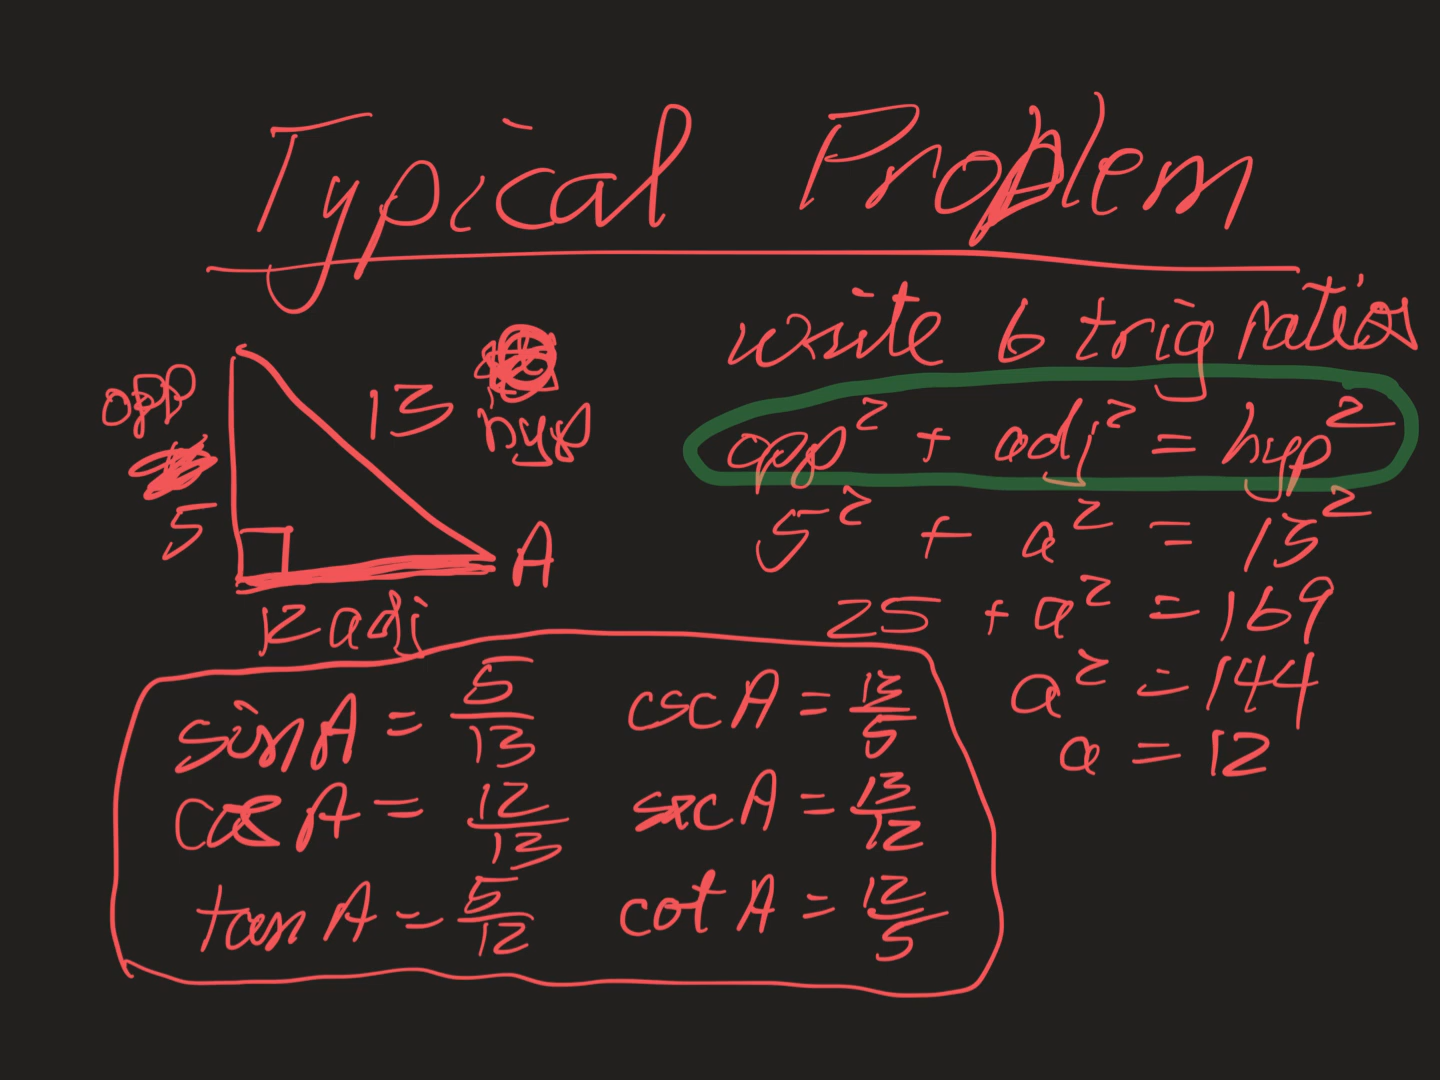 Typical Problem
write 6 trig ratios
opp² + adj² = hyp²
5² + a² = 13²
25 + a² = 169
a² = 144
a = 12
opp
5
13
hyp
A
12 adj
sin A = 5/13
csc A = 13/5
cos A = 12/13
sec A = 13/12
tan A = 5/12
cot A = 12/5